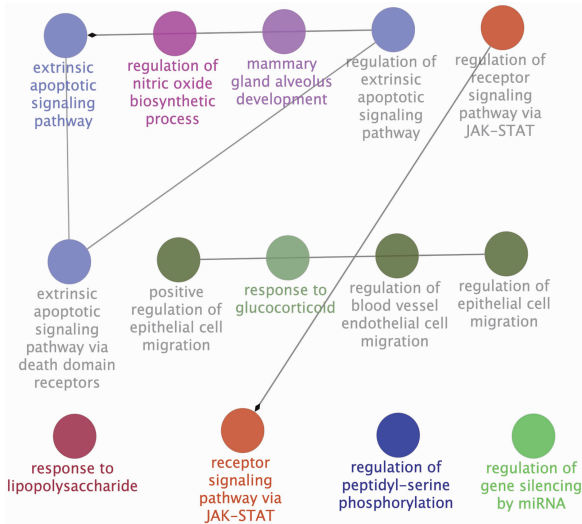 extrinsic
apoptotic
signaling
pathway
regulation of
nitric oxide
biosynthetic
process
mammary
gland alveolus
development
regulation of
extrinsic
apoptotic
signaling
pathway
regulation of
receptor
signaling
pathway via
JAK-STAT
extrinsic
apoptotic
signaling
pathway via
death domain
receptors
positive
regulation of
epithelial cell
migration
response to
glucocorticoid
regulation of
blood vessel
endothelial cell
migration
regulation of
epithelial cell
migration
response to
lipopolysaccharide
receptor
signaling
pathway via
JAK-STAT
regulation of
peptidyl-serine
phosphorylation
regulation of
gene silencing
by miRNA